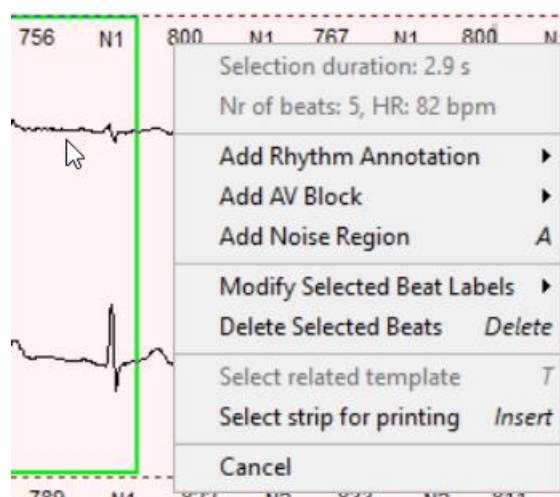 756 N1 800 N1 767 N1 800 N
Selection duration: 2.9 s
Nr of beats: 5, HR: 82 bpm
Add Rhythm Annotation
Add AV Block
Add Noise Region A
Modify Selected Beat Labels
Delete Selected Beats Delete
Select related template T
Select strip for printing Insert
Cancel
789